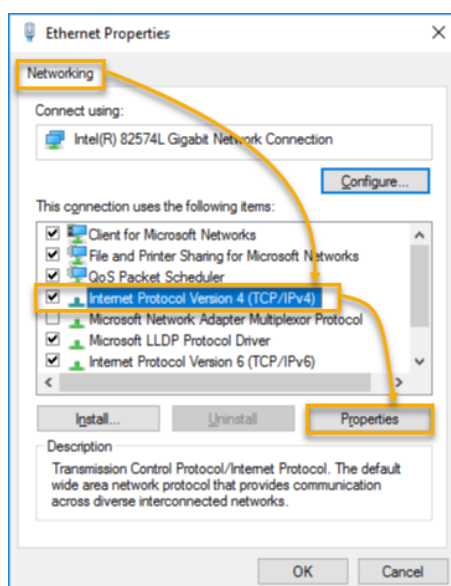 Ethernet Properties
Networking
Connect using:
Intel(R) 82574L Gigabit Network Connection
Configure...
This connection uses the following items:
Client for Microsoft Networks
File and Printer Sharing for Microsoft Networks
QoS Packet Scheduler
Internet Protocol Version 4 (TCP/IPv4)
Microsoft Network Adapter Multiplexor Protocol
Microsoft LLDP Protocol Driver
Internet Protocol Version 6 (TCP/IPv6)
Install... Uninstall Properties
Description
Transmission Control Protocol/Internet Protocol. The default
wide area network protocol that provides communication
across diverse interconnected networks.
OK Cancel